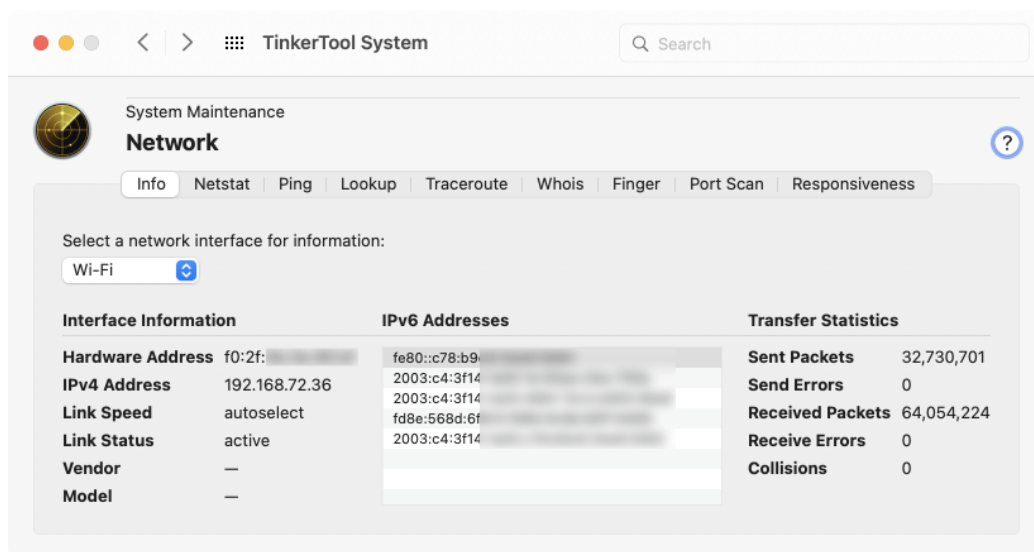 TinkerTool System
Search
System Maintenance
Network
?
Info Netstat Ping Lookup Traceroute Whois Finger Port Scan Responsiveness
Select a network interface for information:
Wi-Fi
Interface Information
Hardware Address f0:2f:
IPv4 Address 192.168.72.36
Link Speed autoselect
Link Status active
Vendor —
Model —
IPv6 Addresses
fe80::c78:b9
2003:c4:3f14
2003:c4:3f14
fd8e:568d:6f
2003:c4:3f14
Transfer Statistics
Sent Packets 32,730,701
Send Errors 0
Received Packets 64,054,224
Receive Errors 0
Collisions 0